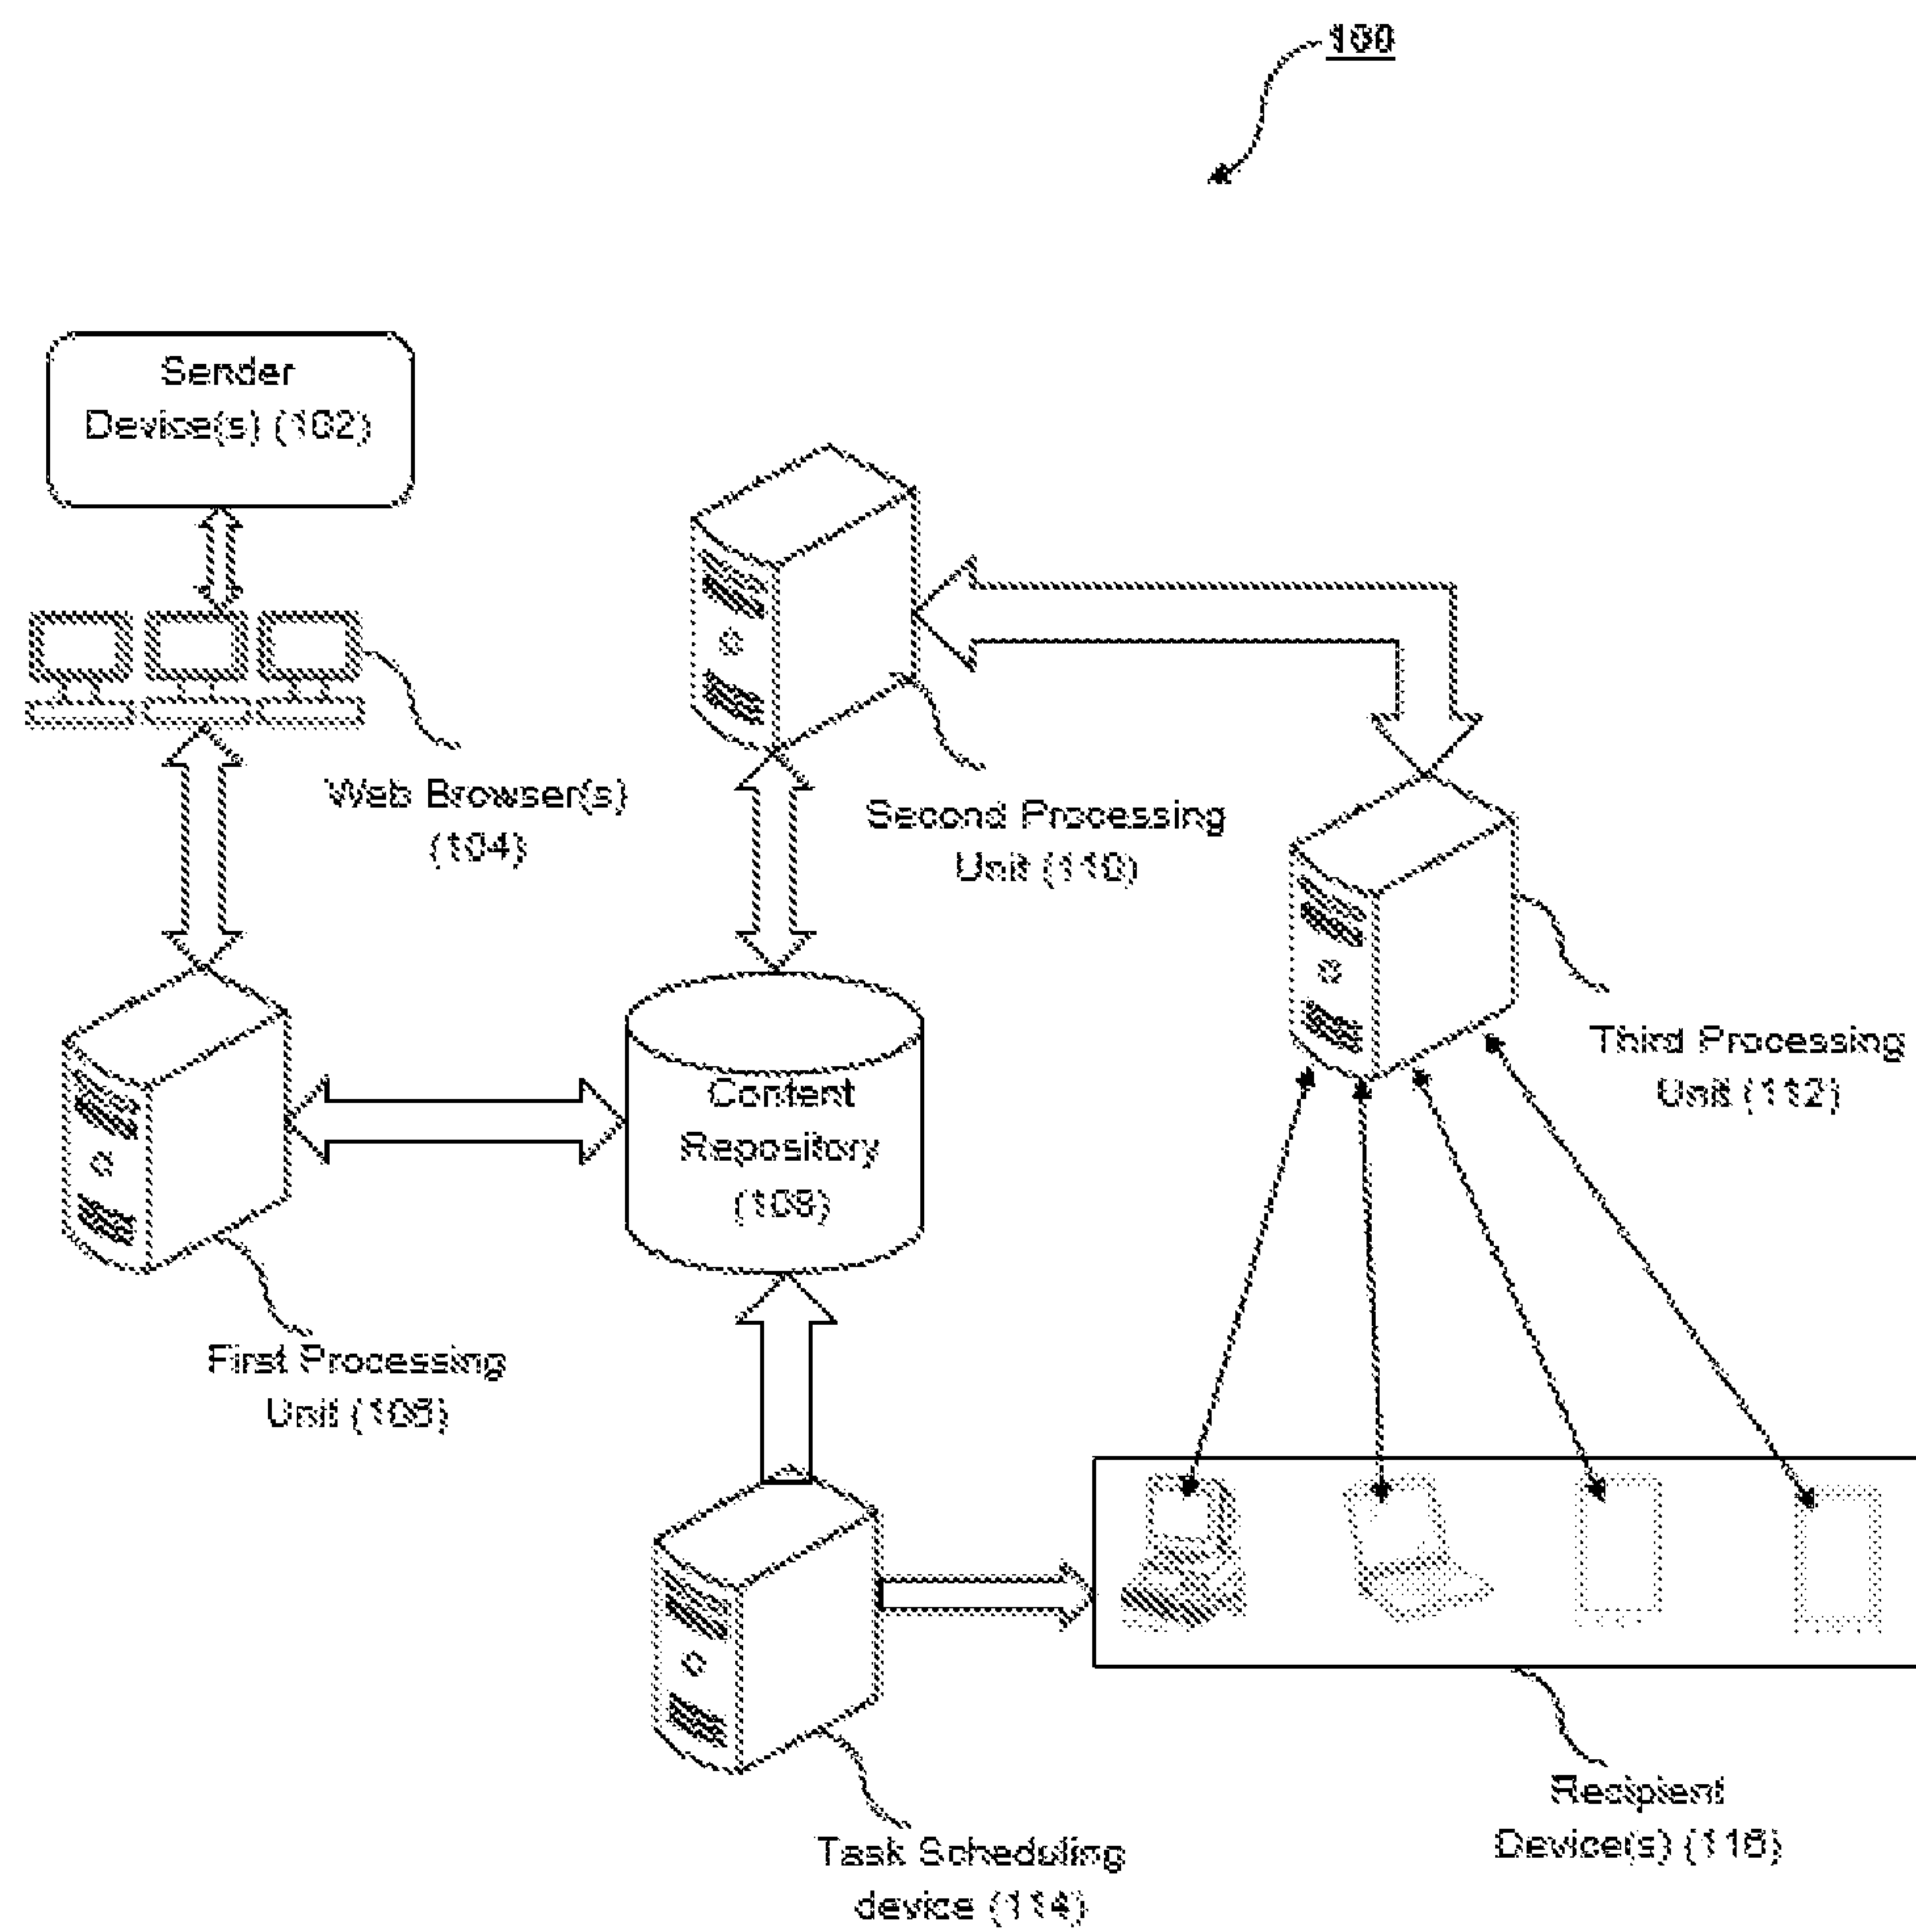 100
Sender
Device(s) (102)
Web Browser(s)
(104)
Second Processing
Unit (110)
Third Processing
Unit (112)
Content
Repository
(108)
First Processing
Unit (106)
Recipient
Device(s) (116)
Task Scheduling
device (114)